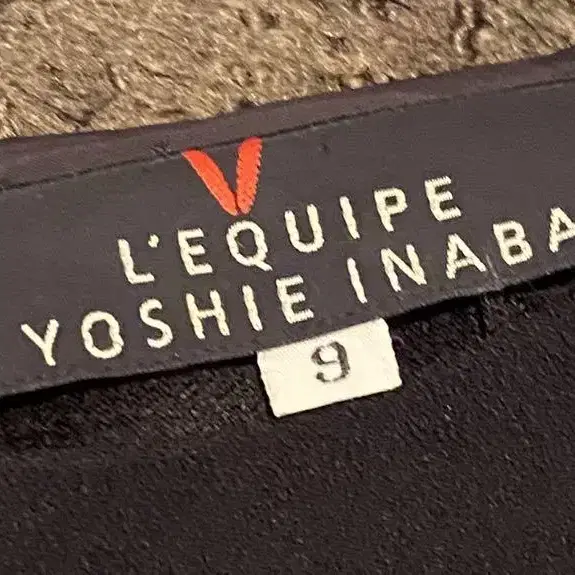 V
L'EQUIPE
YOSHIE INABA
9